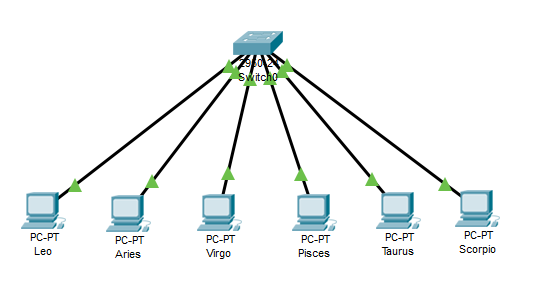 2950-24
Switch0
PC-PT
Leo
PC-PT
Aries
PC-PT
Virgo
PC-PT
Pisces
PC-PT
Taurus
PC-PT
Scorpio